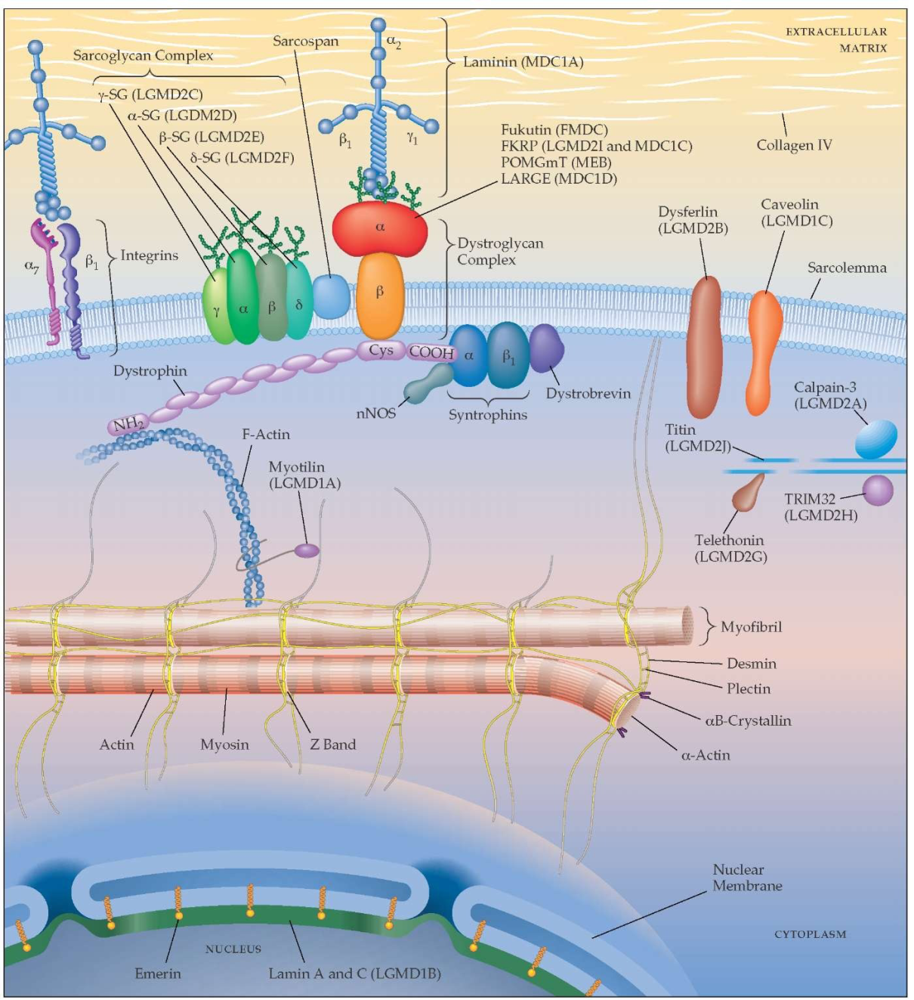 EXTRACELLULAR
MATRIX
Sarcospan
α2
Sarcoglycan Complex
Laminin (MDC1A)
γ-SG (LGMD2C)
α-SG (LGDM2D)
β-SG (LGMD2E)
δ-SG (LGMD2F)
β1
γ1
Fukutin (FMDC)
FKRP (LGMD2I and MDC1C)
POMGmT (MEB)
LARGE (MDC1D)
Collagen IV
Dysferlin
(LGMD2B)
Caveolin
(LGMD1C)
α
α7
β1
Integrins
Dystroglycan
Complex
Sarcolemma
β
γ
α
β
δ
Cys
COOH
α
β1
Dystrophin
nNOS
Syntrophins
Dystrobrevin
Calpain-3
(LGMD2A)
NH2
F-Actin
Titin
(LGMD2J)
Myotilin
(LGMD1A)
TRIM32
(LGMD2H)
Telethonin
(LGMD2G)
Myofibril
Desmin
Plectin
αB-Crystallin
α-Actin
Actin
Myosin
Z Band
Nuclear
Membrane
CYTOPLASM
NUCLEUS
Emerin
Lamin A and C (LGMD1B)